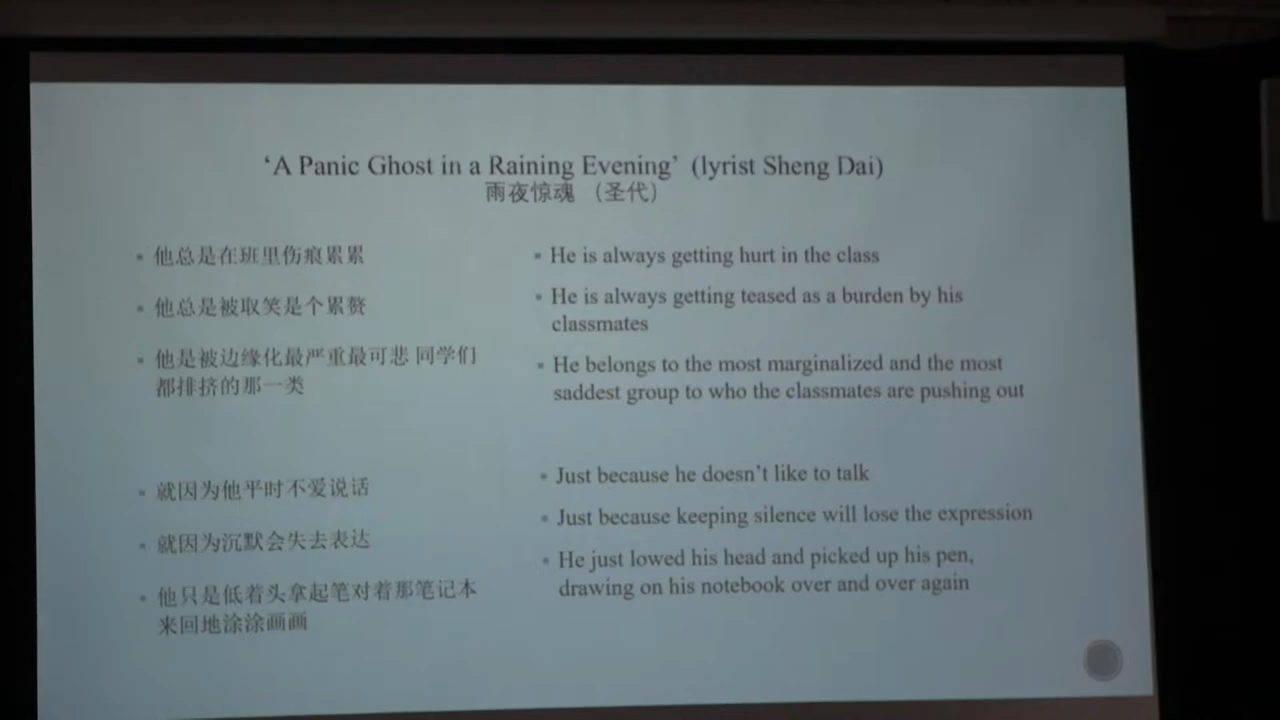 ‘A Panic Ghost in a Raining Evening’ (lyrist Sheng Dai)
雨夜惊魂 （圣代）
他总是在班里伤痕累累
他总是被取笑是个累赘
他是被边缘化最严重最可悲 同学们
都排挤的那一类
就因为他平时不爱说话
就因为沉默会失去表达
他只是低着头拿起笔对着那笔记本
来回地涂涂画画
He is always getting hurt in the class
He is always getting teased as a burden by his
classmates
He belongs to the most marginalized and the most
saddest group to who the classmates are pushing out
Just because he doesn’t like to talk
Just because keeping silence will lose the expression
He just lowed his head and picked up his pen,
drawing on his notebook over and over again